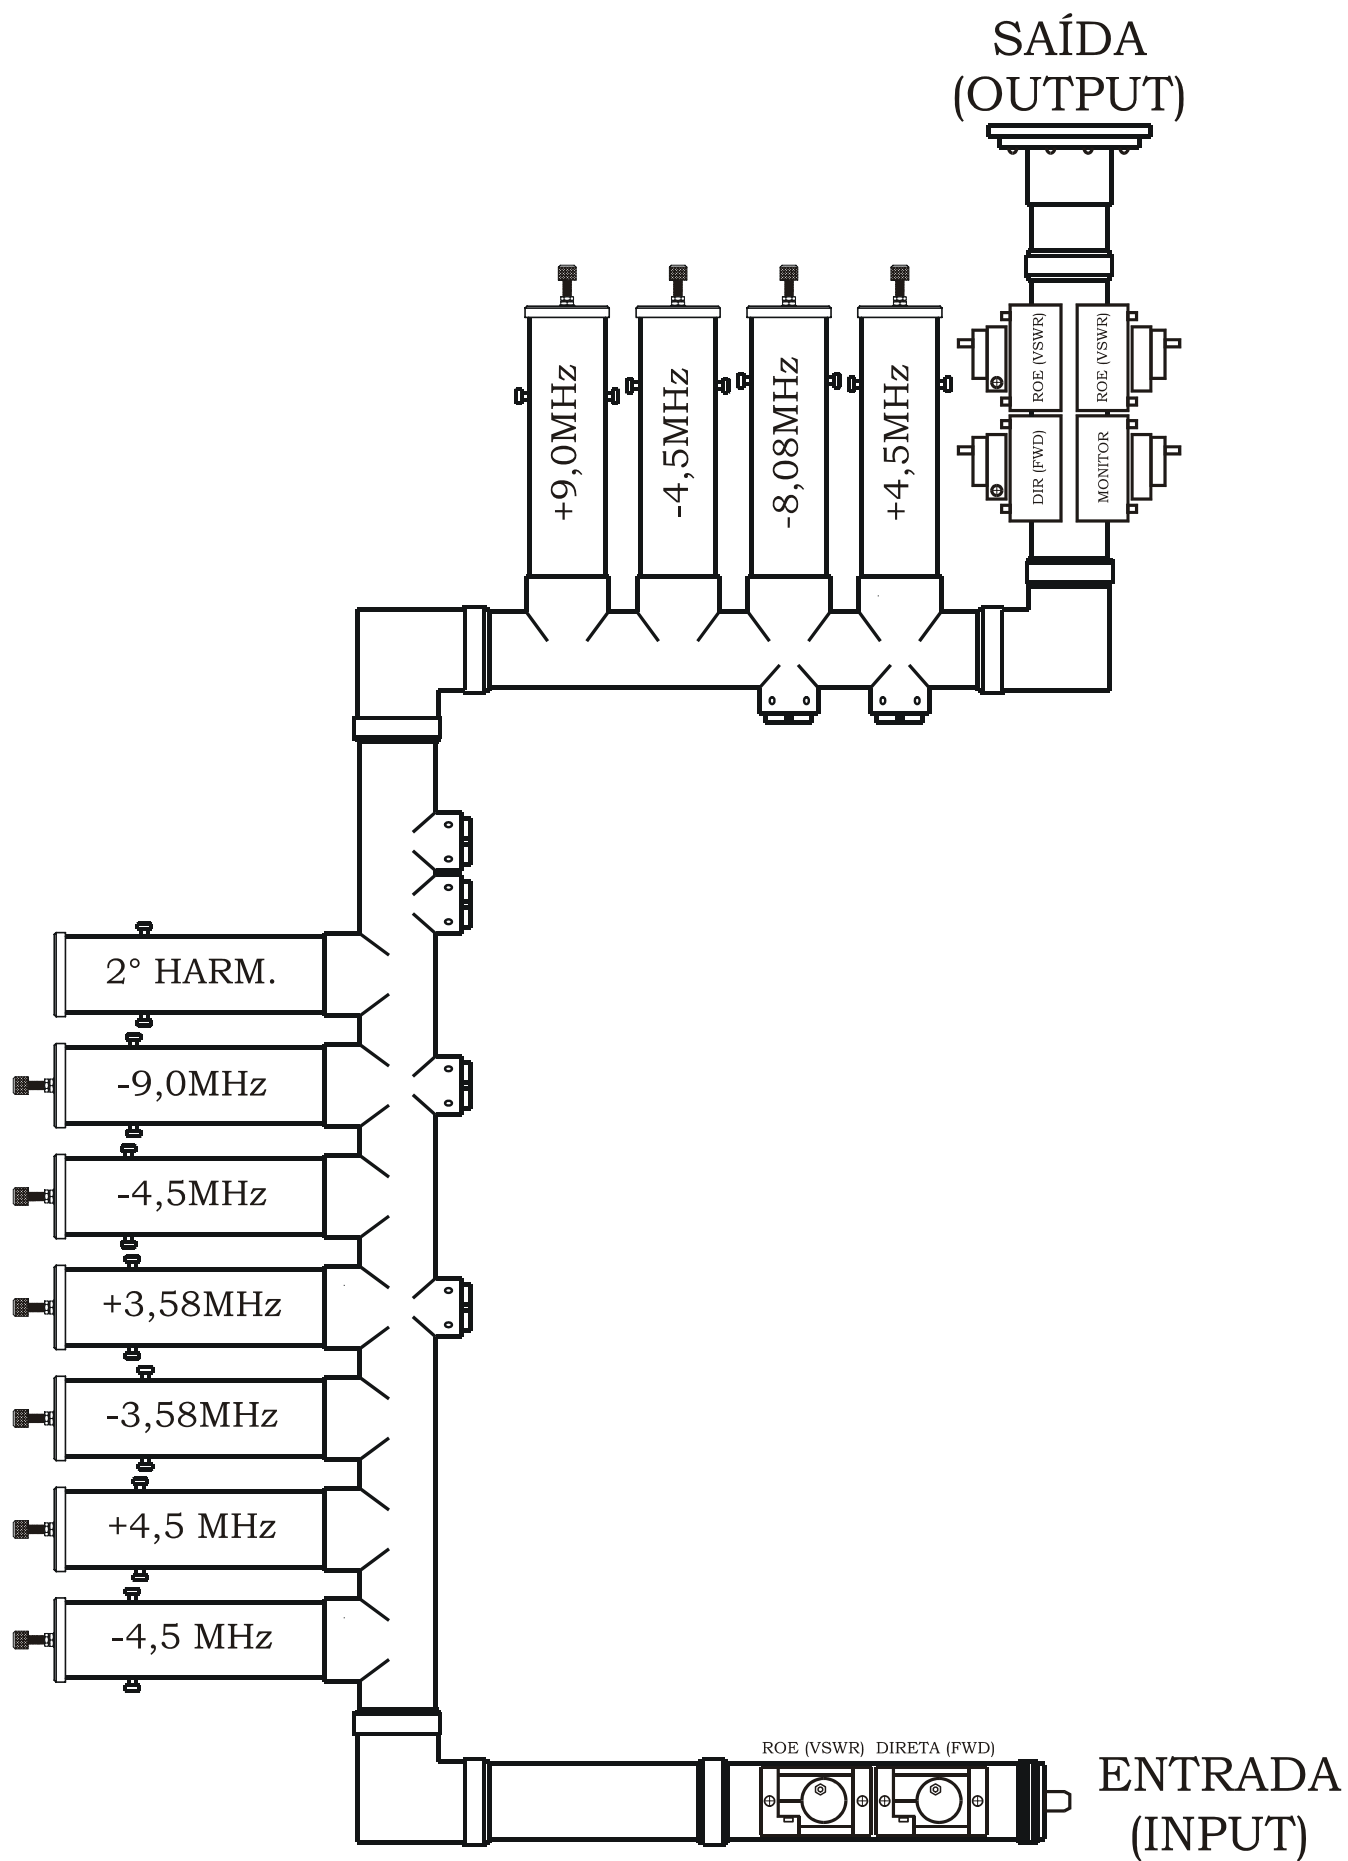 SAÍDA
(OUTPUT)
+9,0MHz
-4,5MHz
-8,08MHz
+4,5MHz
ROE (VSWR)
ROE (VSWR)
DIR (FWD)
MONITOR
2° HARM.
-9,0MHz
-4,5MHz
+3,58MHz
-3,58MHz
+4,5 MHz
-4,5 MHz
ROE (VSWR) DIRETA (FWD)
ENTRADA
(INPUT)